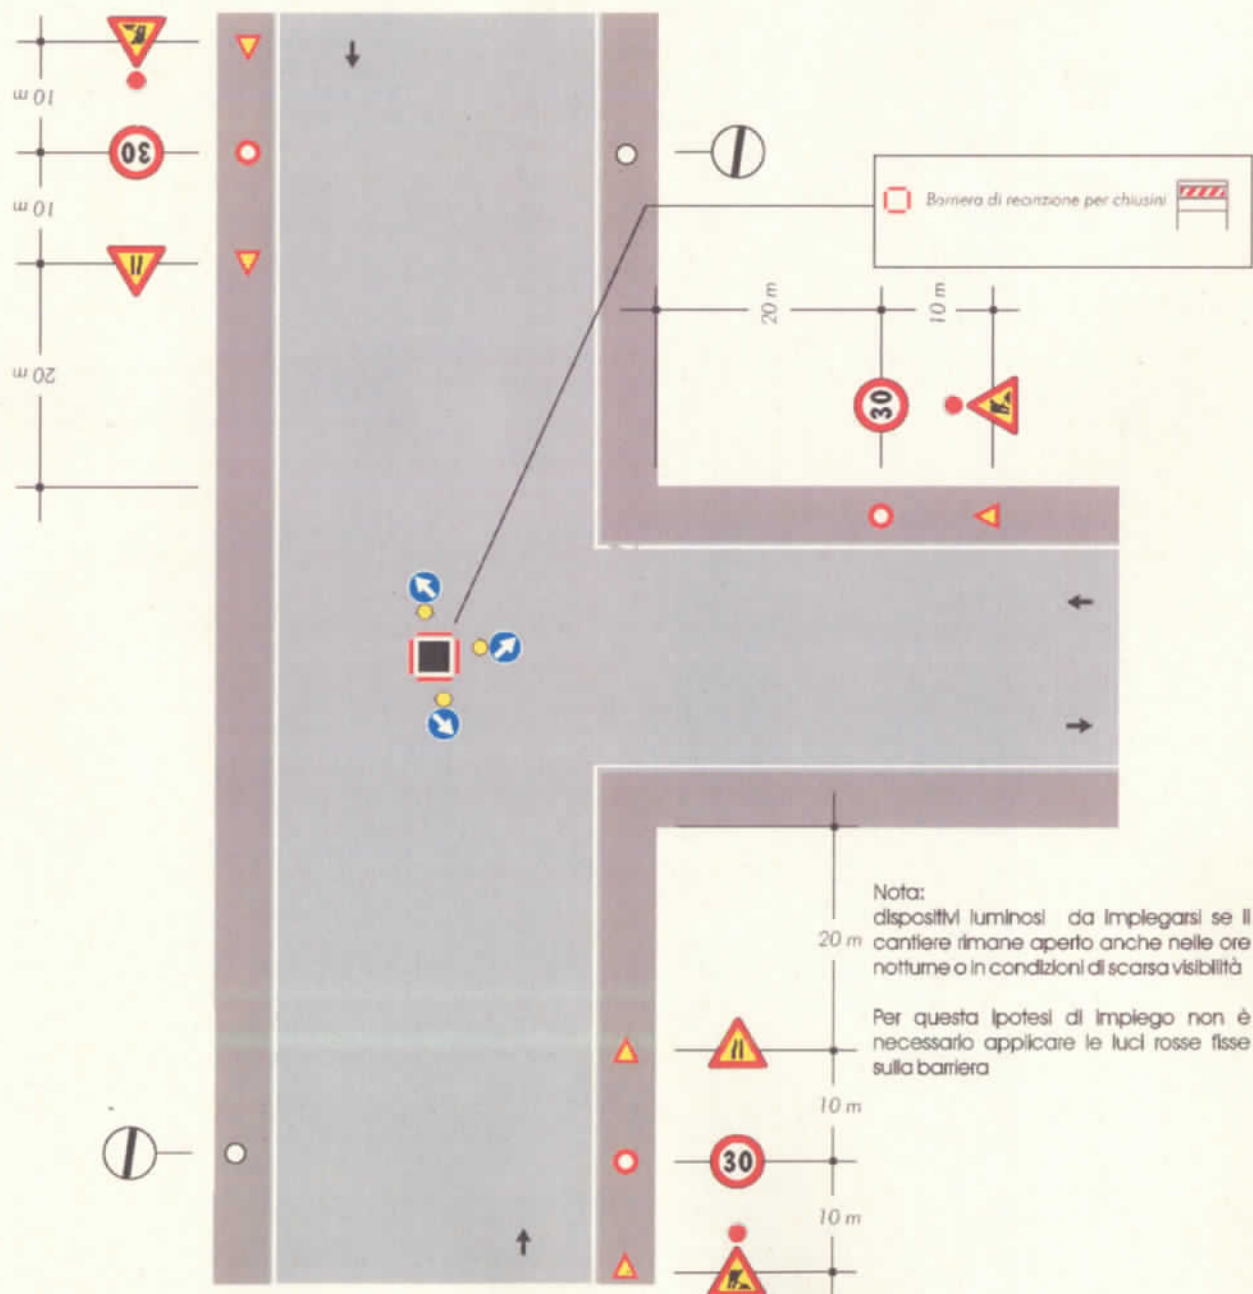 10 m
30
10 m
20 m
Barriera di recinzione per chiusini
20 m
10 m
30
20 m
Nota:
dispositivi luminosi da impiegarsi se il
cantiere rimane aperto anche nelle ore
notturne o in condizioni di scarsa visibilità
Per questa ipotesi di impiego non è
necessario applicare le luci rosse fisse
sulla barriera
10 m
30
10 m